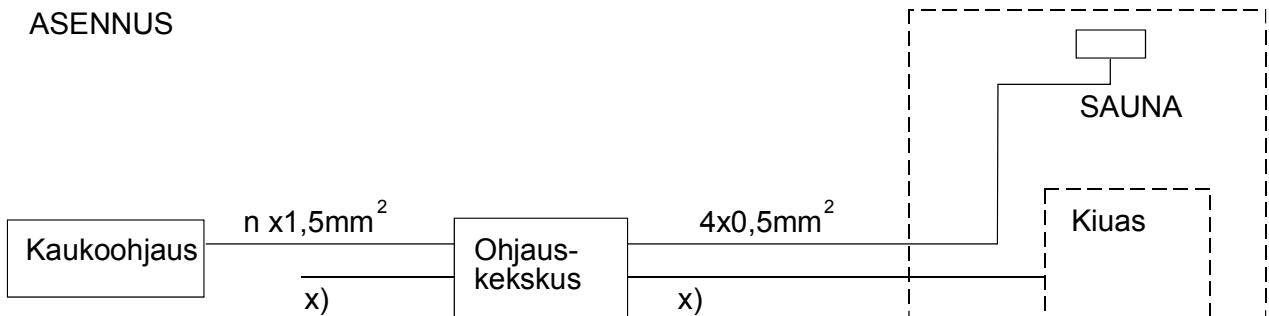 ASENNUS
SAUNA
n x1,5mm²
4x0,5mm²
Kiuas
Kaukoohjaus
Ohjaus-
kekskus
x)
x)